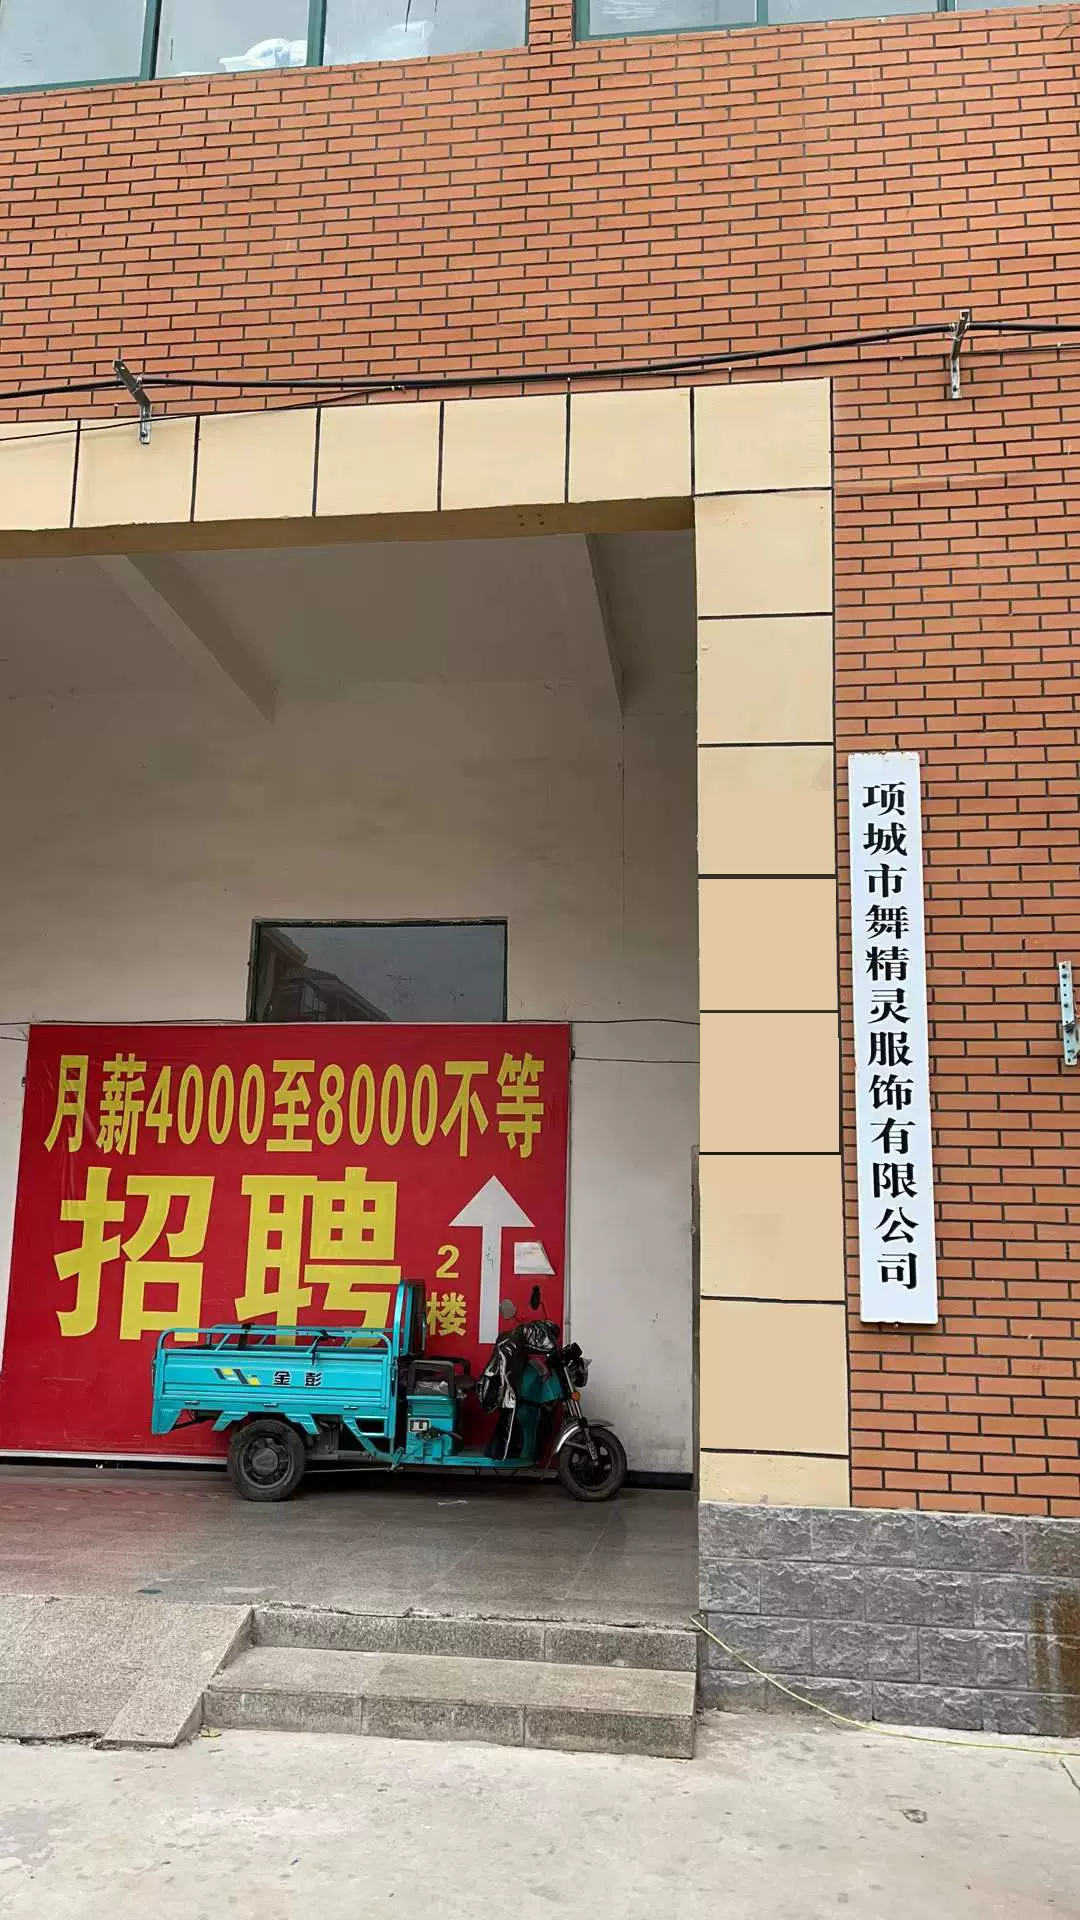 月薪4000至8000不等
招聘
2
楼
金彭
项城市舞精灵服饰有限公司